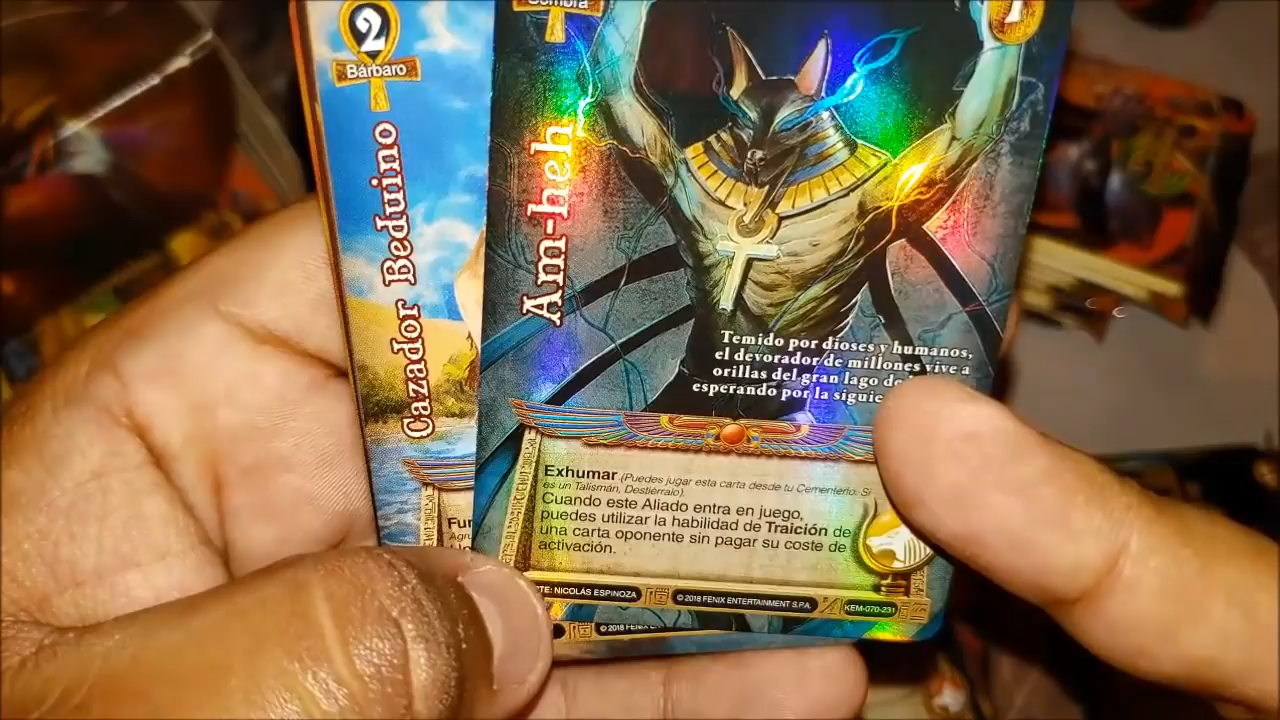 2
Bárbaro
Cazador Beduino
Fur
Sombra
Am-heh
Temido por dioses y humanos,
el devorador de millones vive a
orillas del gran lago de
esperando por la siguie
Exhumar (Puedes jugar esta carta desde tu Cementerio. Si
es un Talismán, Destiérralo).
Cuando este Aliado entra en juego,
puedes utilizar la habilidad de Traición de
una carta oponente sin pagar su coste de
activación.
RTE: NICOLÁS ESPINOZA
© 2018 FENIX ENTERTAINMENT S.P.A.
KEM-070-231
© 2018 FENIX